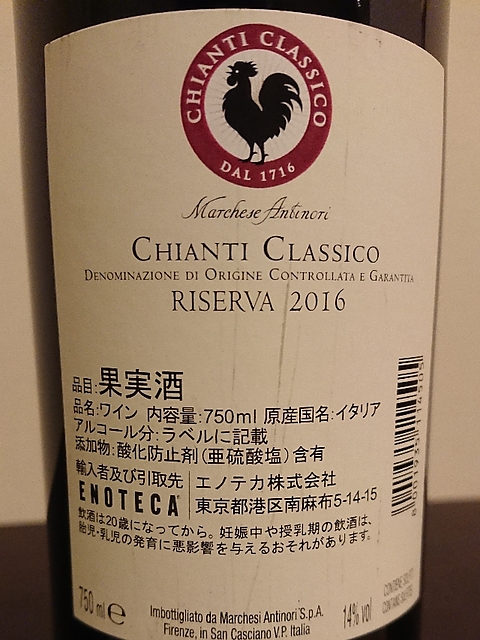 CHIANTI CLASSICO
DAL 1716
Marchese Antinori
CHIANTI CLASSICO
DENOMINAZIONE DI ORIGINE CONTROLLATA E GARANTITA
RISERVA 2016
品目:果実酒
品名:ワイン 内容量:750ml 原産国名:イタリア
アルコール分:ラベルに記載
添加物:酸化防止剤(亜硫酸塩)含有
輸入者及び引取先 エノテカ株式会社
ENOTECA 東京都港区南麻布5-14-15
飲酒は20歳になってから。妊娠中や授乳期の飲酒は、
胎児・乳児の発育に悪影響を与えるおそれがあります。
750 ml e
Imbottigliato da Marchesi Antinori S.p.A.
Firenze, in San Casciano V.P. Italia
14% vol